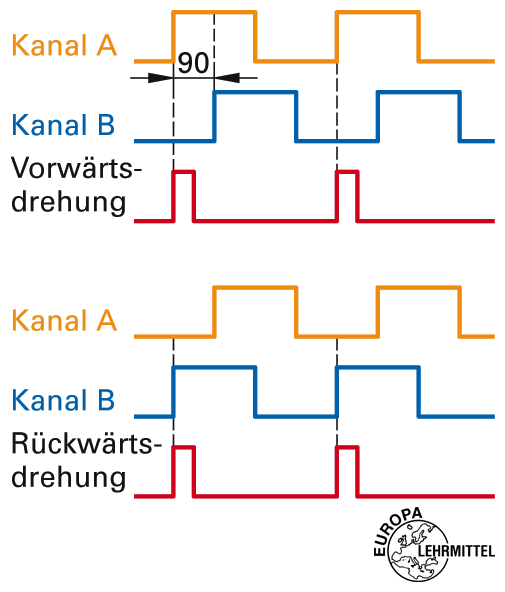 Kanal A
90
Kanal B
Vorwärts-
drehung
Kanal A
Kanal B
Rückwärts-
drehung
EUROPA
LEHRMITTEL